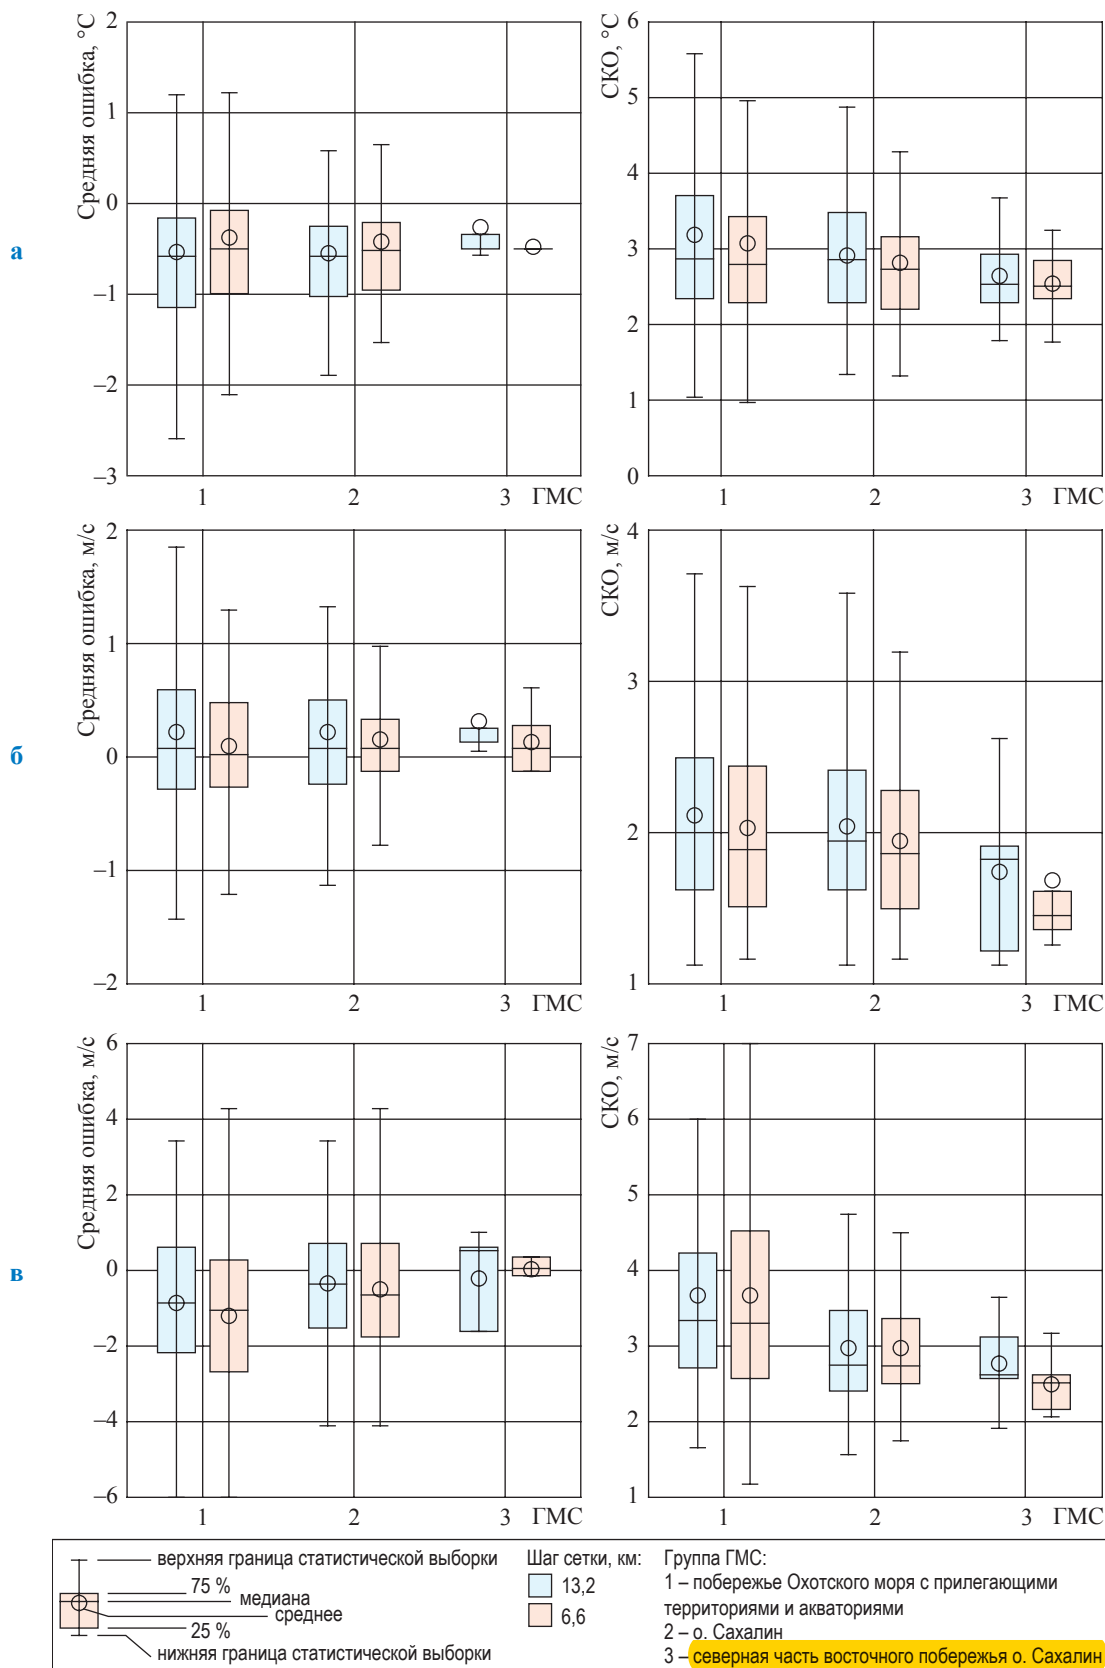 Средняя ошибка, °C
2
1
0
–1
–2
–3
1
2
3
ГМС
СКО, °C
6
5
4
3
2
1
0
1
2
3
ГМС
а
Средняя ошибка, м/с
2
1
0
–1
–2
1
2
3
ГМС
СКО, м/с
4
3
2
1
1
2
3
ГМС
б
Средняя ошибка, м/с
6
4
2
0
–2
–4
–6
1
2
3
ГМС
СКО, м/с
7
6
5
4
3
2
1
1
2
3
ГМС
в
верхняя граница статистической выборки
75 %
медиана
среднее
25 %
нижняя граница статистической выборки
Шаг сетки, км:
13,2
6,6
Группа ГМС:
1 – побережье Охотского моря с прилегающими
территориями и акваториями
2 – о. Сахалин
3 – северная часть восточного побережья о. Сахалин